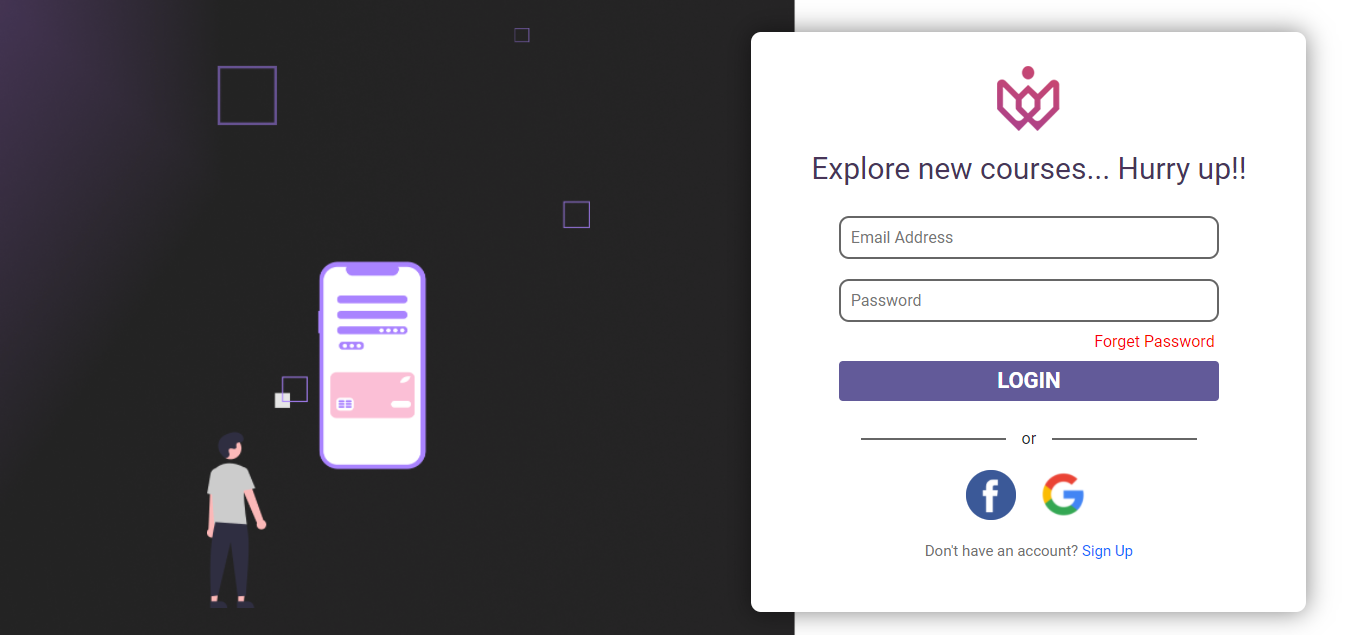 Explore new courses... Hurry up!!
Email Address
Password
Forget Password
LOGIN
or
Don't have an account? Sign Up